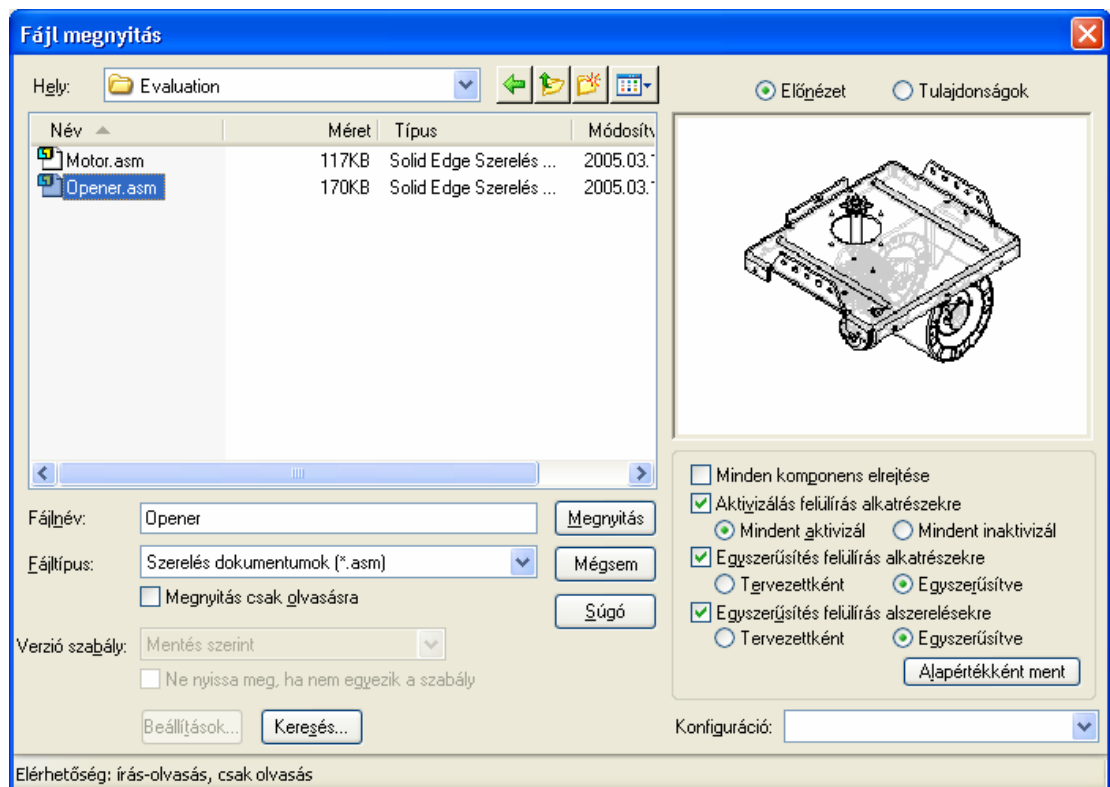 Fájl megnyitás
Hely: Evaluation
Előnézet Tulajdonságok
Név Méret Típus Módosítv
Motor.asm 117KB Solid Edge Szerelés ... 2005.03.
Opener.asm 170KB Solid Edge Szerelés ... 2005.03.
Minden komponens elrejtése
Aktivizálás felülírás alkatrészekre
Mindent aktivizál Mindent inaktivizál
Egyszerűsítés felülírás alkatrészekre
Tervezettként Egyszerűsítve
Egyszerűsítés felülírás alszerelésekre
Tervezettként Egyszerűsítve
Alapértékként ment
Fájlnév: Opener Megnyitás
Fájltípus: Szerelés dokumentumok (*.asm) Mégsem
Megnyitás csak olvasásra
Súgó
Verzió szabály: Mentés szerint
Ne nyissa meg, ha nem egyezik a szabály
Beállítások... Keresés...
Konfiguráció:
Elérhetőség: írás-olvasás, csak olvasás